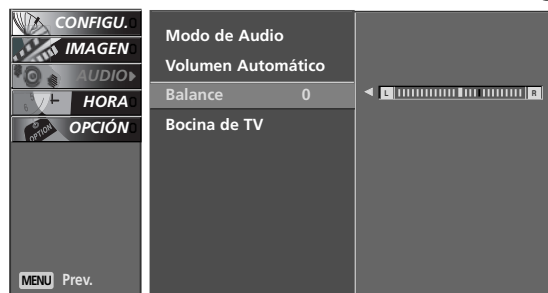 CONFIGU.
IMAGEN
AUDIO
HORA
OPCIÓN
MENU Prev.
Modo de Audio
Volumen Automático
Balance 0
Bocina de TV
L R